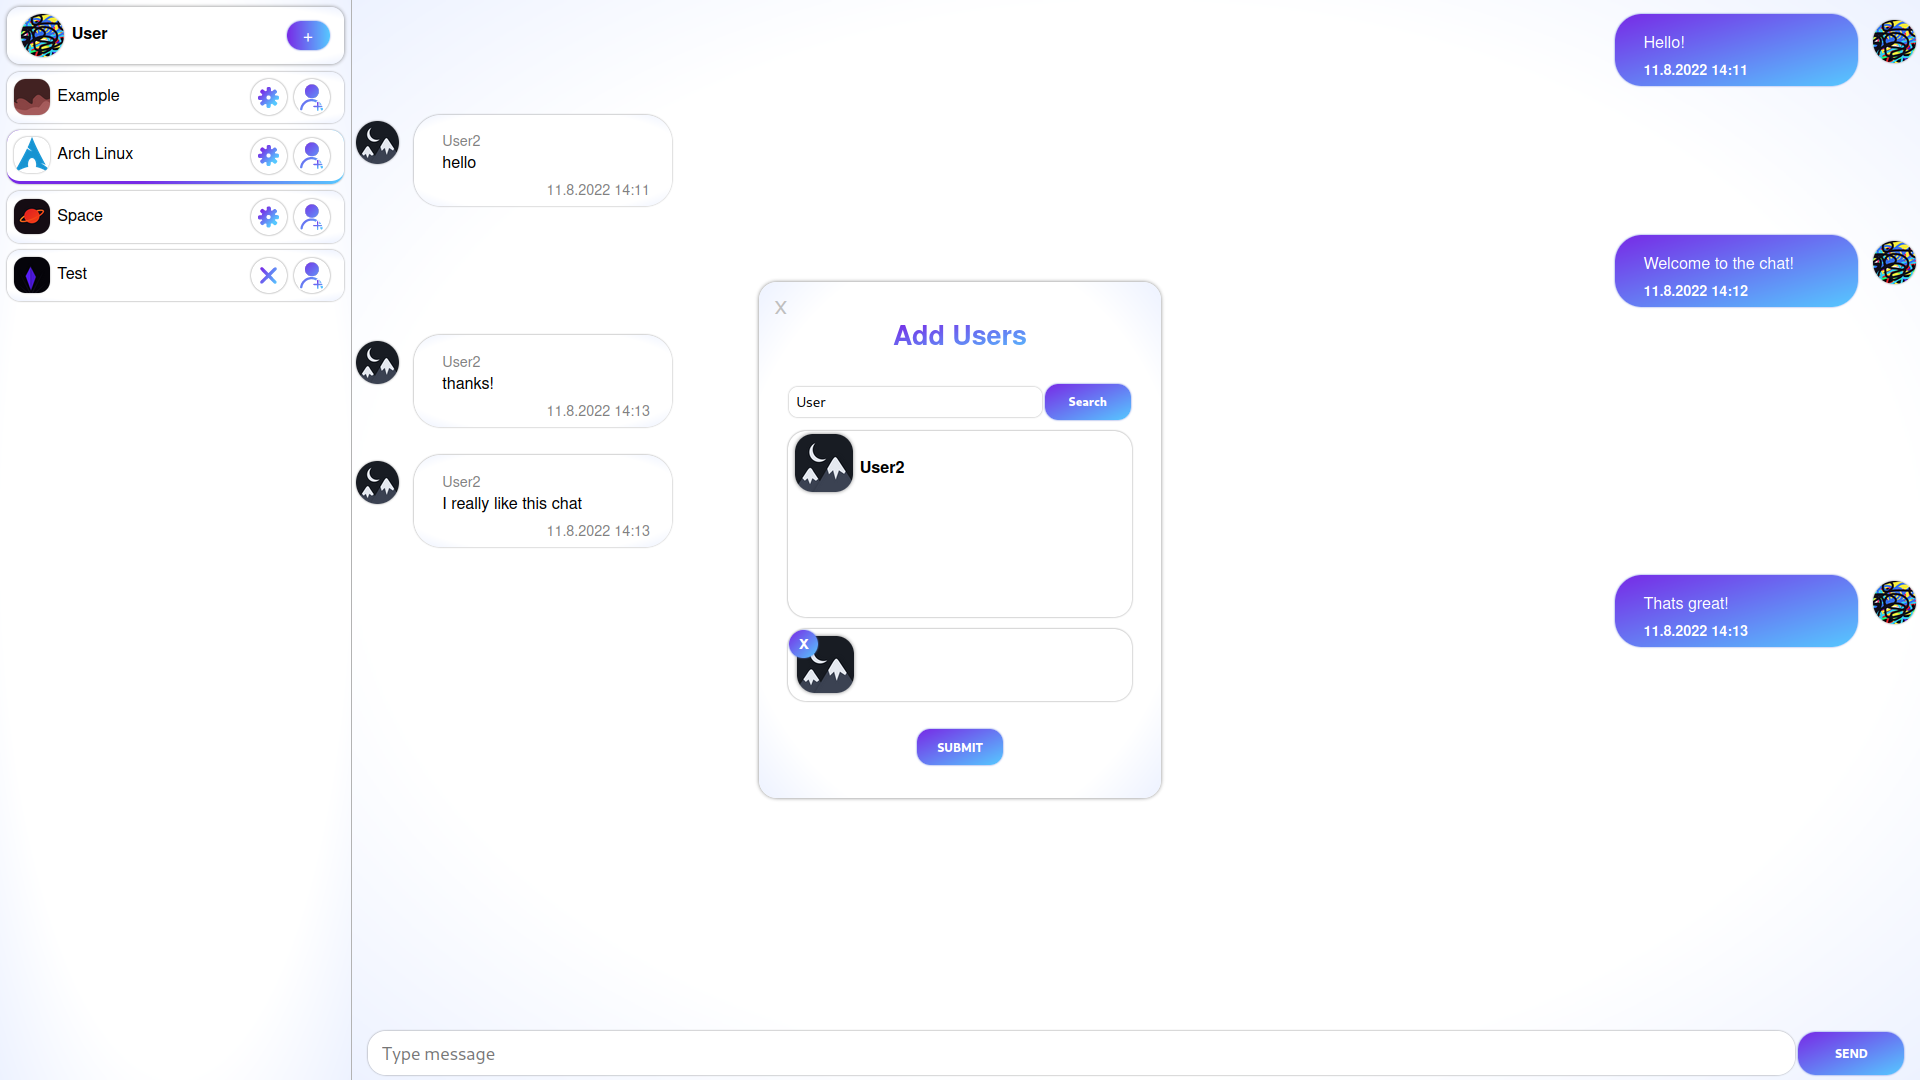 User
+
Example
Arch Linux
Space
Test
Hello!
11.8.2022 14:11
User2
hello
11.8.2022 14:11
Welcome to the chat!
11.8.2022 14:12
User2
thanks!
11.8.2022 14:13
User2
I really like this chat
11.8.2022 14:13
Thats great!
11.8.2022 14:13
X
Add Users
User
Search
User2
X
SUBMIT
Type message
SEND